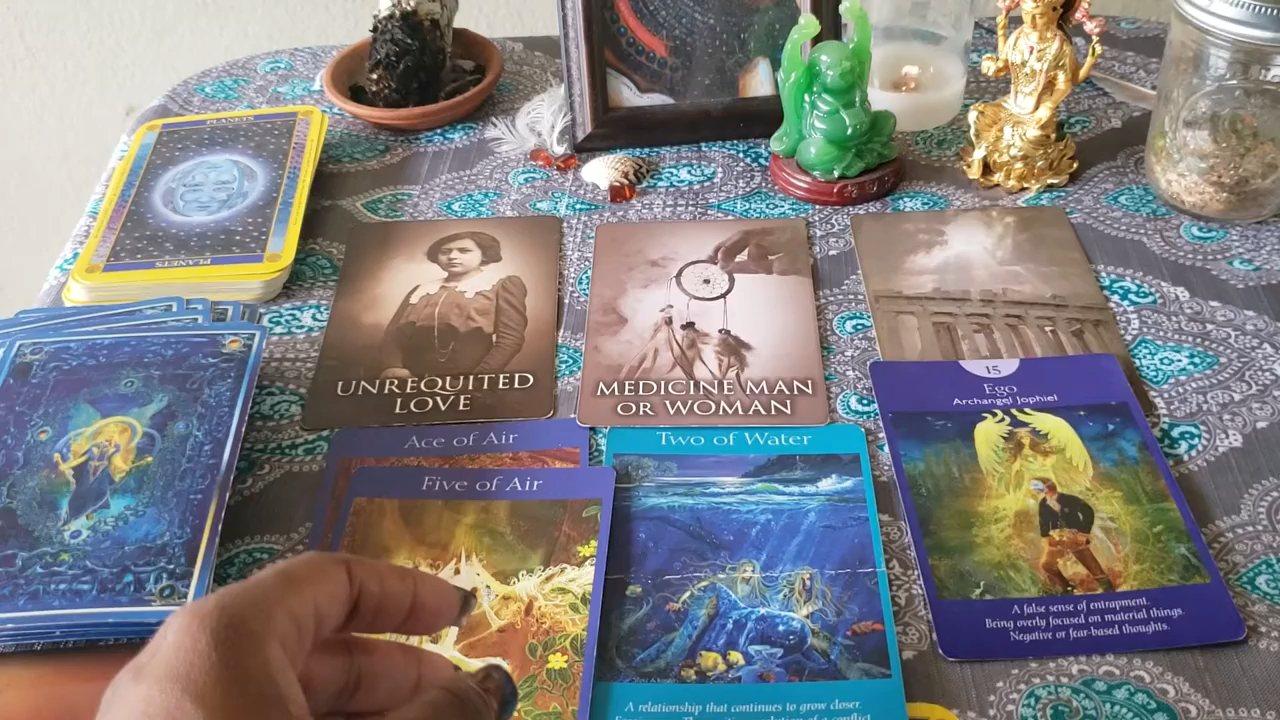 PLANETS
PLANETS
UNREQUITED
LOVE
MEDICINE MAN
OR WOMAN
15
Ego
Archangel Jophiel
A false sense of entrapment.
Being overly focused on material things.
Negative or fear-based thoughts.
Ace of Air
Five of Air
Two of Water
A relationship that continues to grow closer.